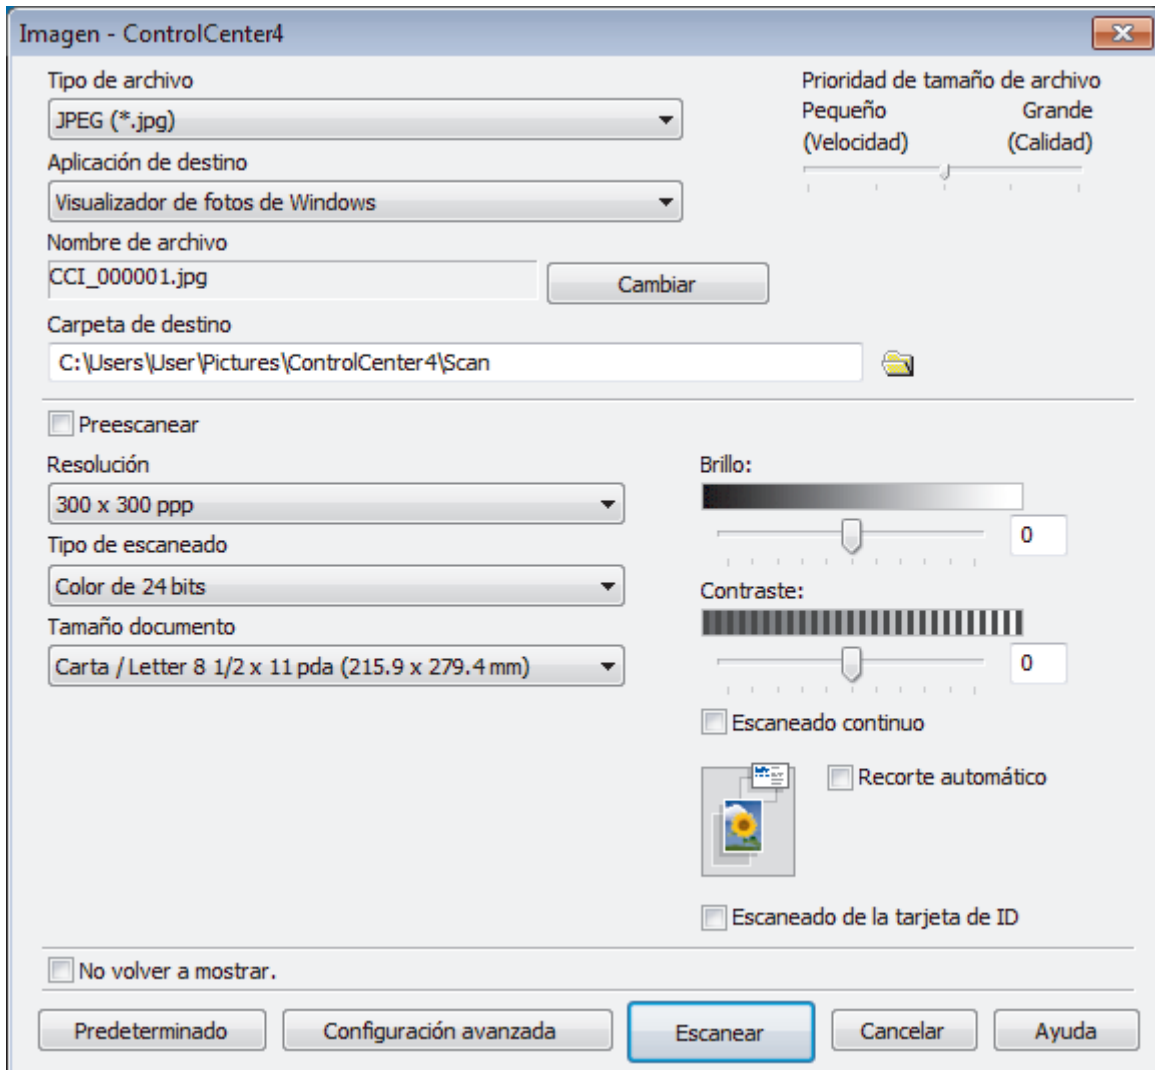 Imagen - ControlCenter4
Tipo de archivo
JPEG (*.jpg)
Prioridad de tamaño de archivo
Pequeño Grande
(Velocidad) (Calidad)
Aplicación de destino
Visualizador de fotos de Windows
Nombre de archivo
CCI_000001.jpg
Cambiar
Carpeta de destino
C:\Users\User\Pictures\ControlCenter4\Scan
Preescanear
Resolución
300 x 300 ppp
Tipo de escaneado
Color de 24 bits
Tamaño documento
Carta / Letter 8 1/2 x 11 pda (215.9 x 279.4 mm)
Brillo:
0
Contraste:
0
Escaneado continuo
Recorte automático
Escaneado de la tarjeta de ID
No volver a mostrar.
Predeterminado Configuración avanzada Escanear Cancelar Ayuda